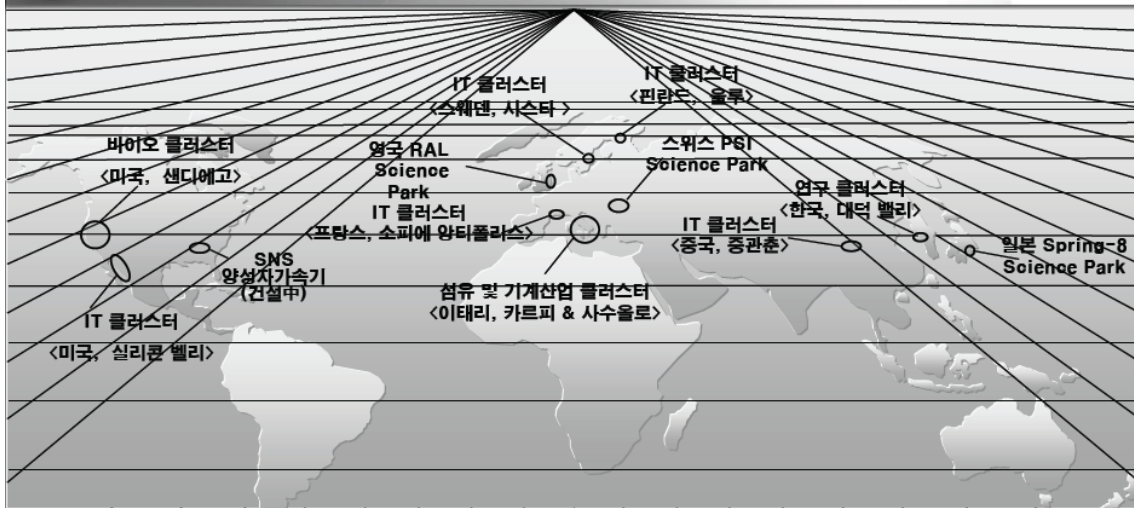 IT 클러스터
<스웨덴, 시스타 >
IT 클러스터
<핀란드, 울루>
바이오 클러스터
<미국, 샌디에고>
영국 RAL
Science
Park
스위스 PSI
Science Park
IT 클러스터
<프랑스, 소피에 앙티폴리스>
연구 클러스터
<한국, 대덕 밸리>
IT 클러스터
<중국, 중관춘>
일본 Spring-8
Science Park
SNS
양성자가속기
(건설中)
섬유 및 기계산업 클러스터
<이태리, 카르피 & 사수올로>
IT 클러스터
<미국, 실리콘 벨리>